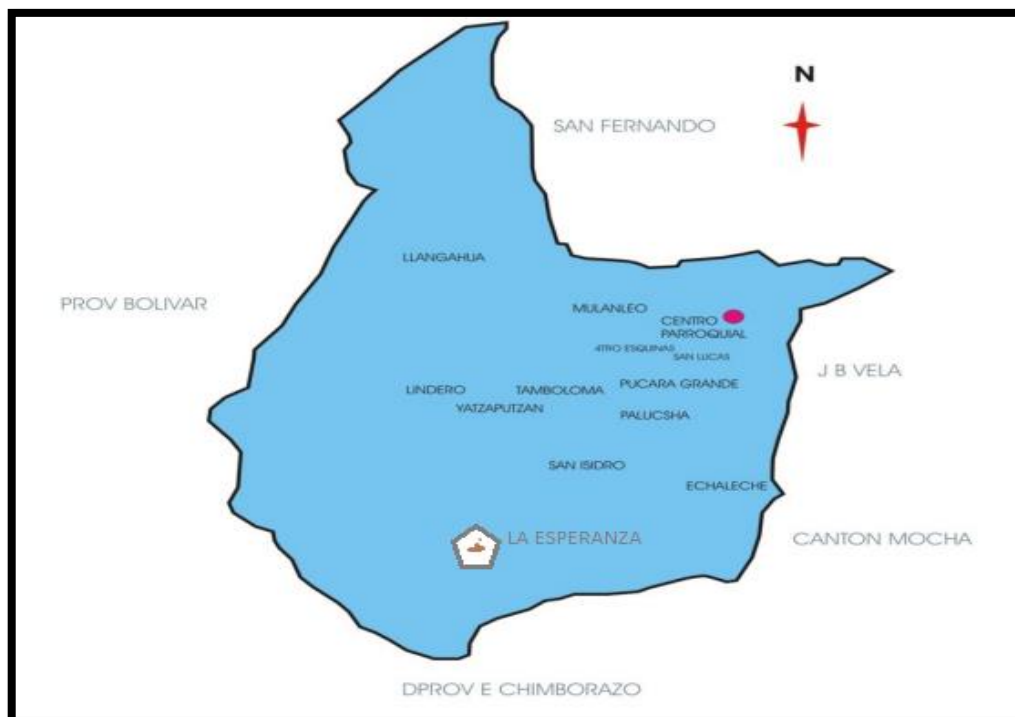 N
SAN FERNANDO
LLANGAHUA
PROV BOLIVAR
MULANLEO
CENTRO
PARROQUIAL
4TRO ESQUINAS
SAN LUCAS
J B VELA
LINDERO
TAMBOLOMA
PUCARA GRANDE
YATZAPUTZAN
PALUCSHA
SAN ISIDRO
ECHALECHE
LA ESPERANZA
CANTON MOCHA
DPROV E CHIMBORAZO